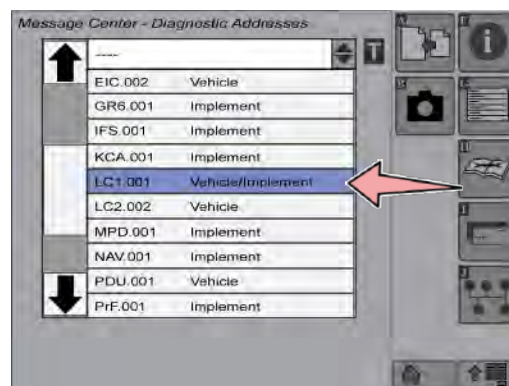 Message Center - Diagnostic Addresses
----
EIC.002 Vehicle
GR6.001 Implement
IFS.001 Implement
KCA.001 Implement
LC1.001 Vehicle/Implement
LC2.002 Vehicle
MPD.001 Implement
NAV.001 Implement
PDU.001 Vehicle
PrF.001 Implement